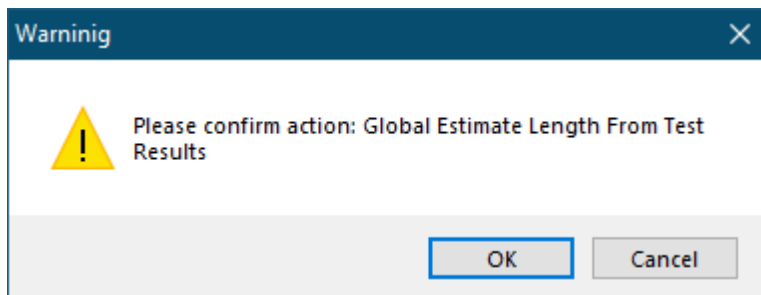 Warninig
Please confirm action: Global Estimate Length From Test
Results
OK Cancel